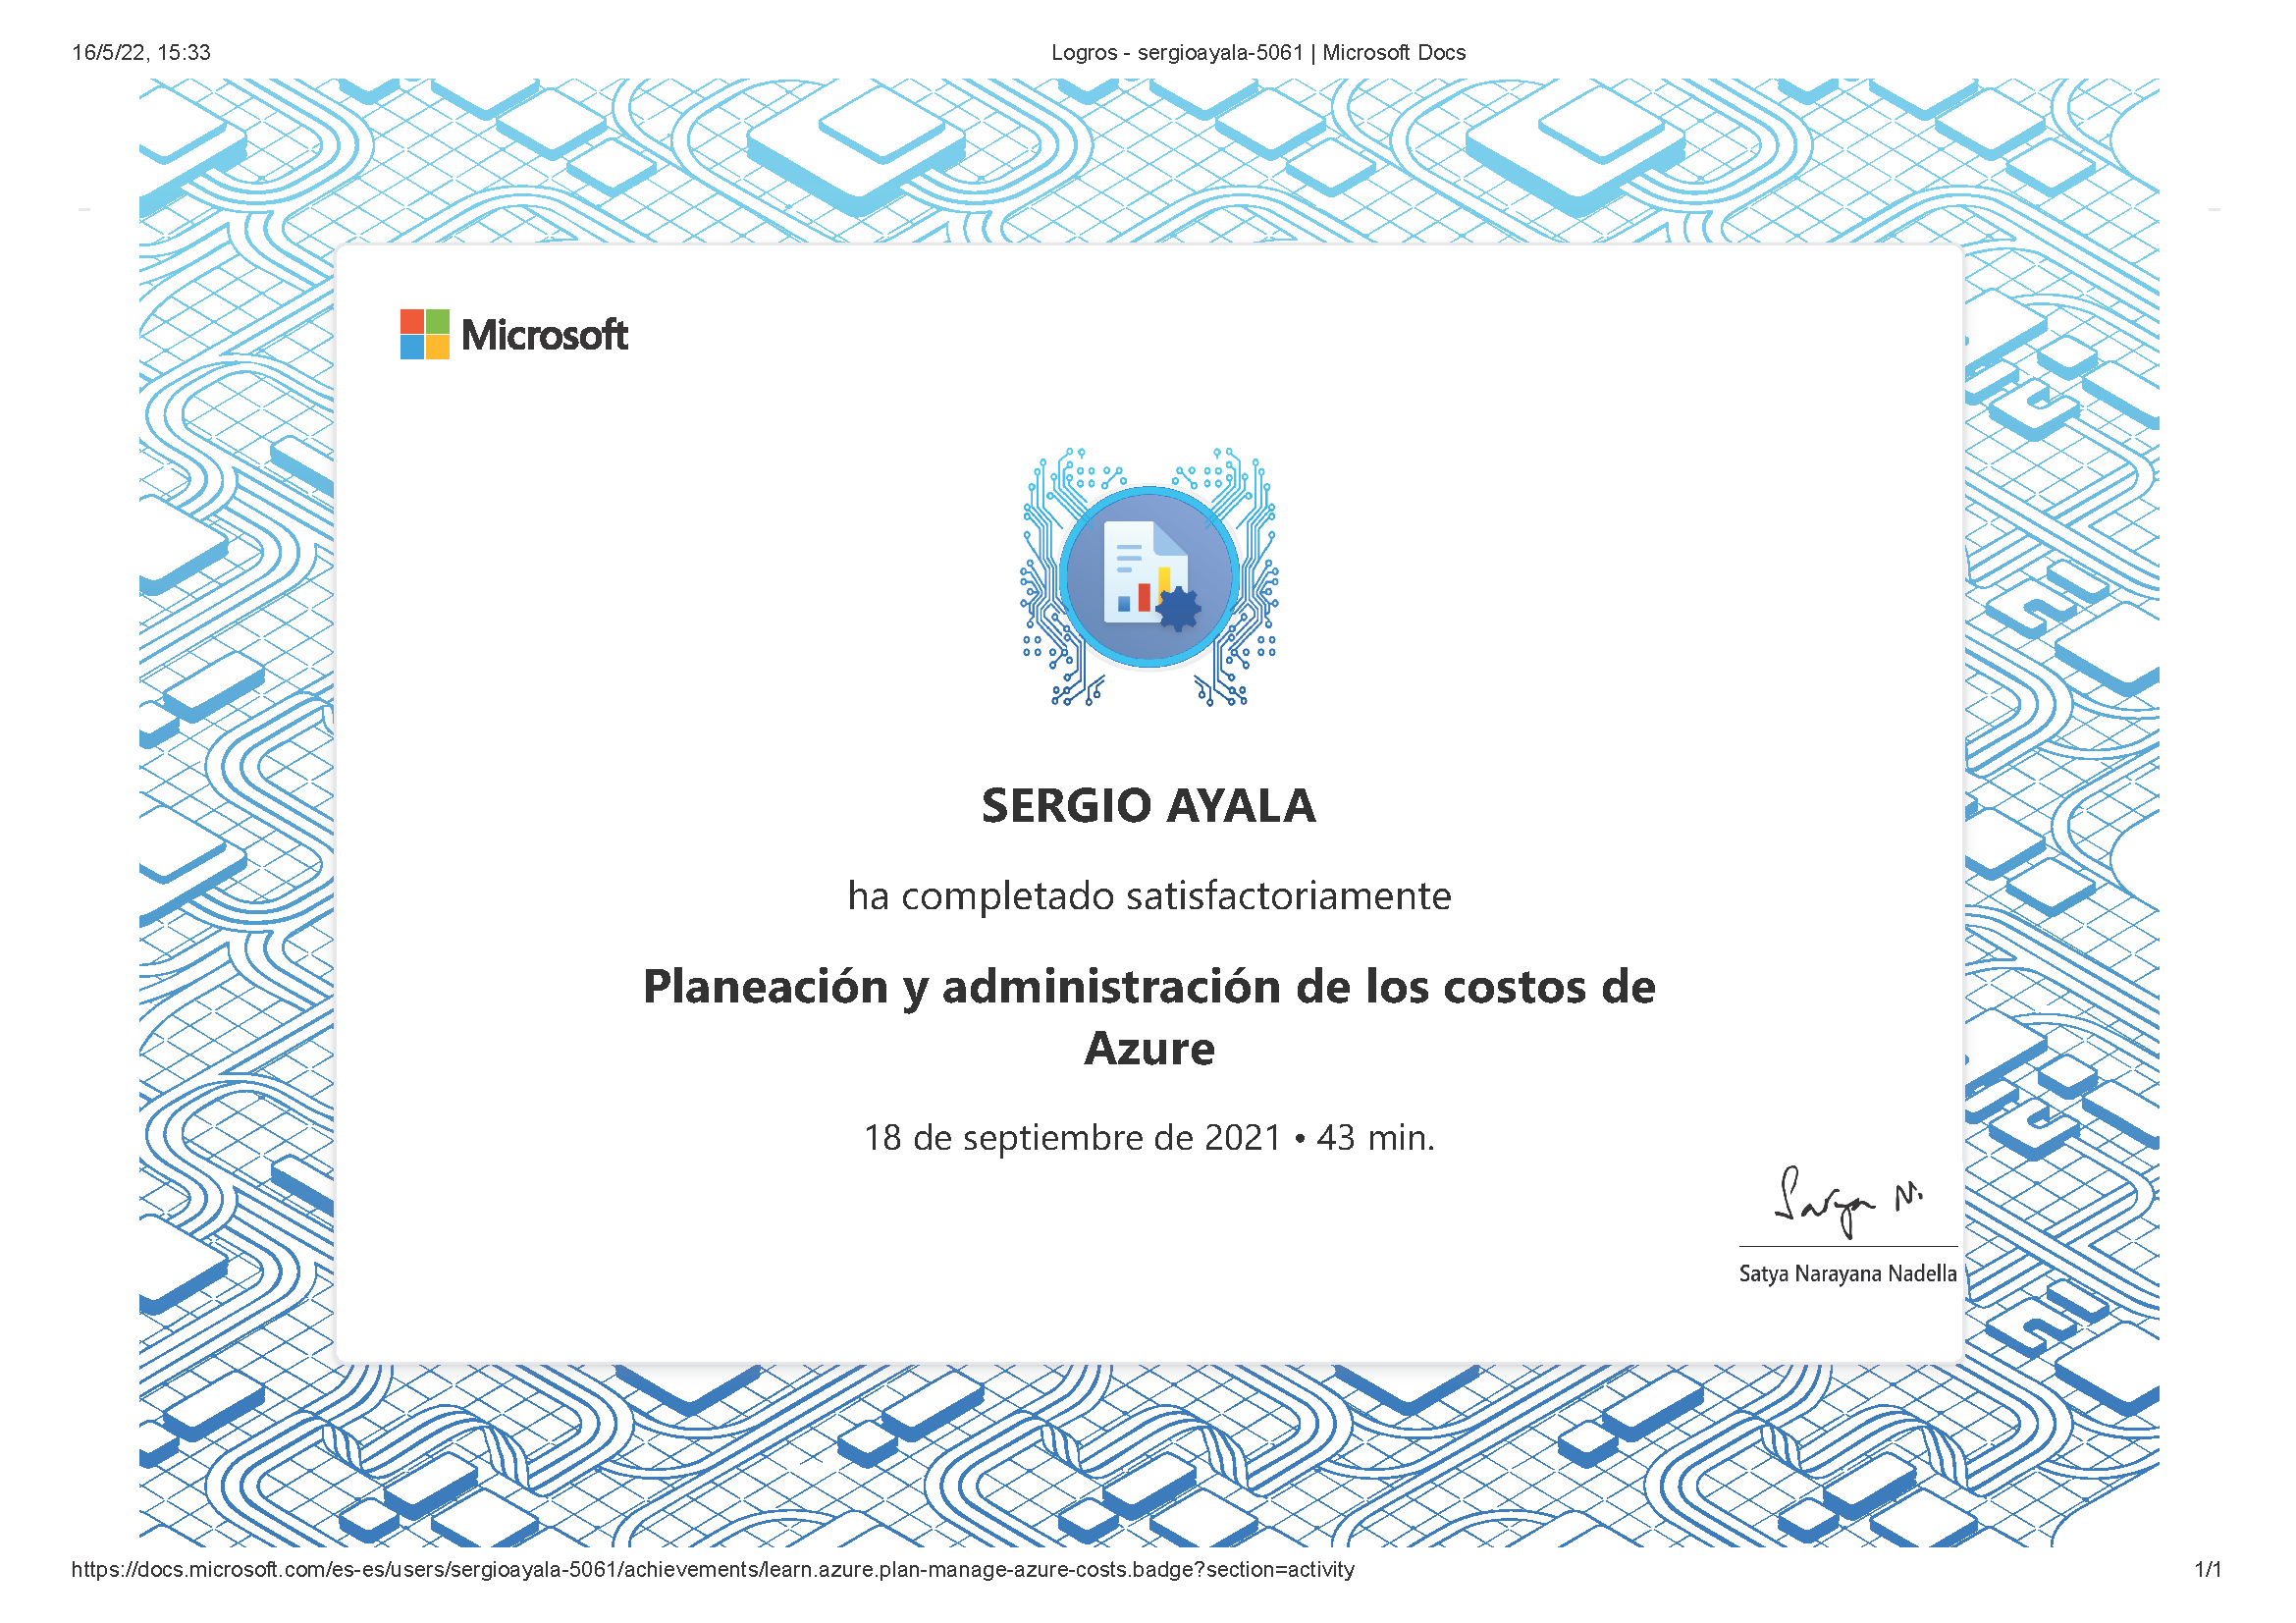 16/5/22, 15:33
Logros - sergioayala-5061 | Microsoft Docs
Microsoft
SERGIO AYALA
ha completado satisfactoriamente
Planeación y administración de los costos de
Azure
18 de septiembre de 2021 • 43 min.
Satya N.
Satya Narayana Nadella
https://docs.microsoft.com/es-es/users/sergioayala-5061/achievements/learn.azure.plan-manage-azure-costs.badge?section=activity
1/1